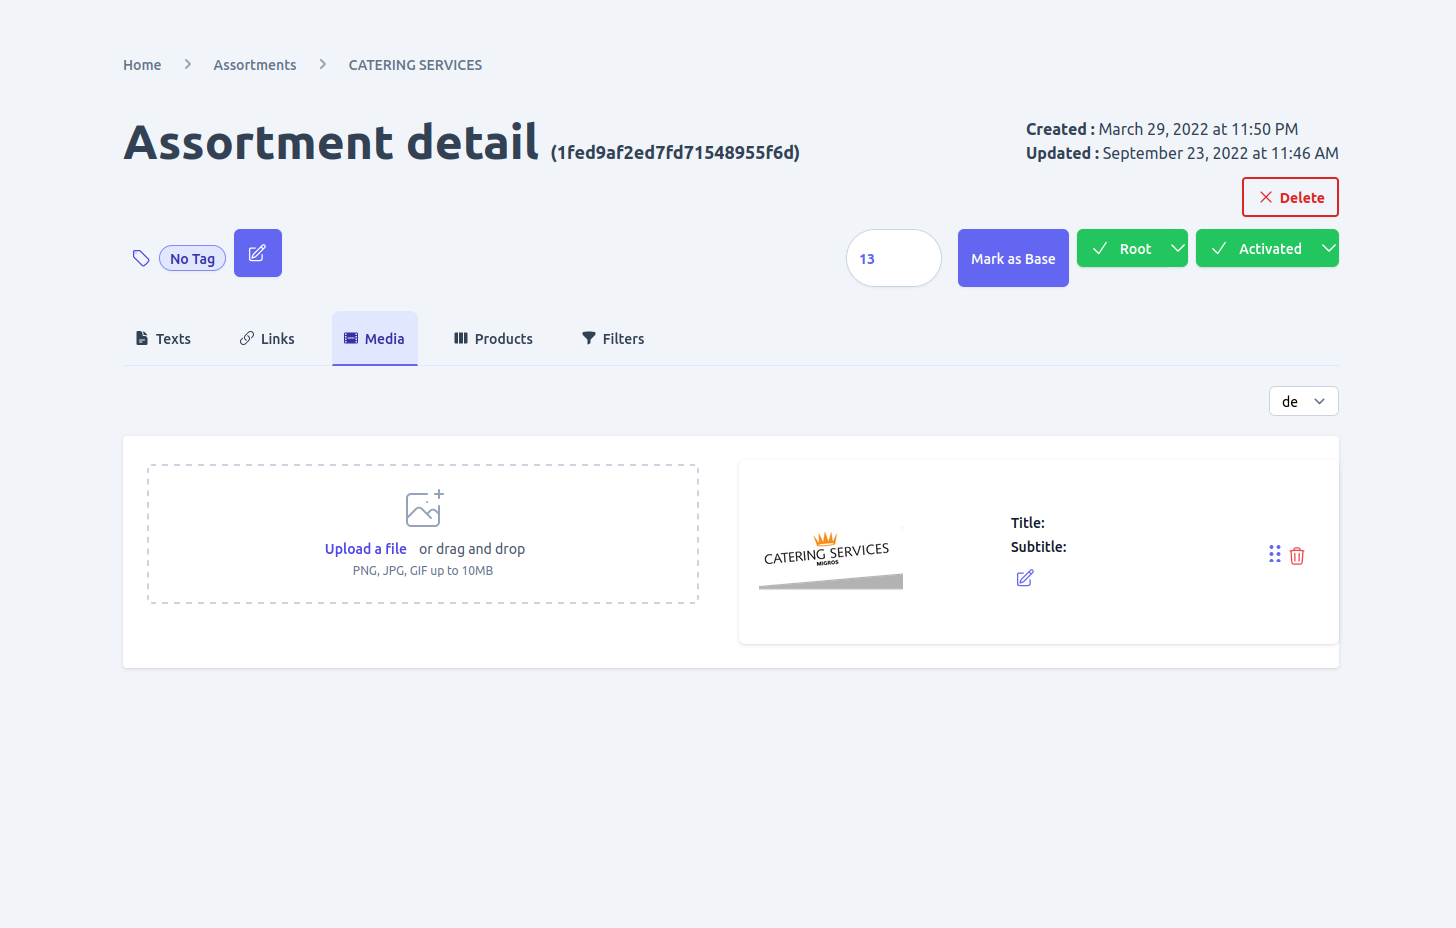 Home
Assortments
CATERING SERVICES
Assortment detail (1fed9af2ed7fd71548955f6d)
Created : March 29, 2022 at 11:50 PM
Updated : September 23, 2022 at 11:46 AM
Delete
No Tag
13
Mark as Base
Root
Activated
Texts
Links
Media
Products
Filters
de
Upload a file or drag and drop
PNG, JPG, GIF up to 10MB
CATERING SERVICES
MIGROS
Title:
Subtitle: